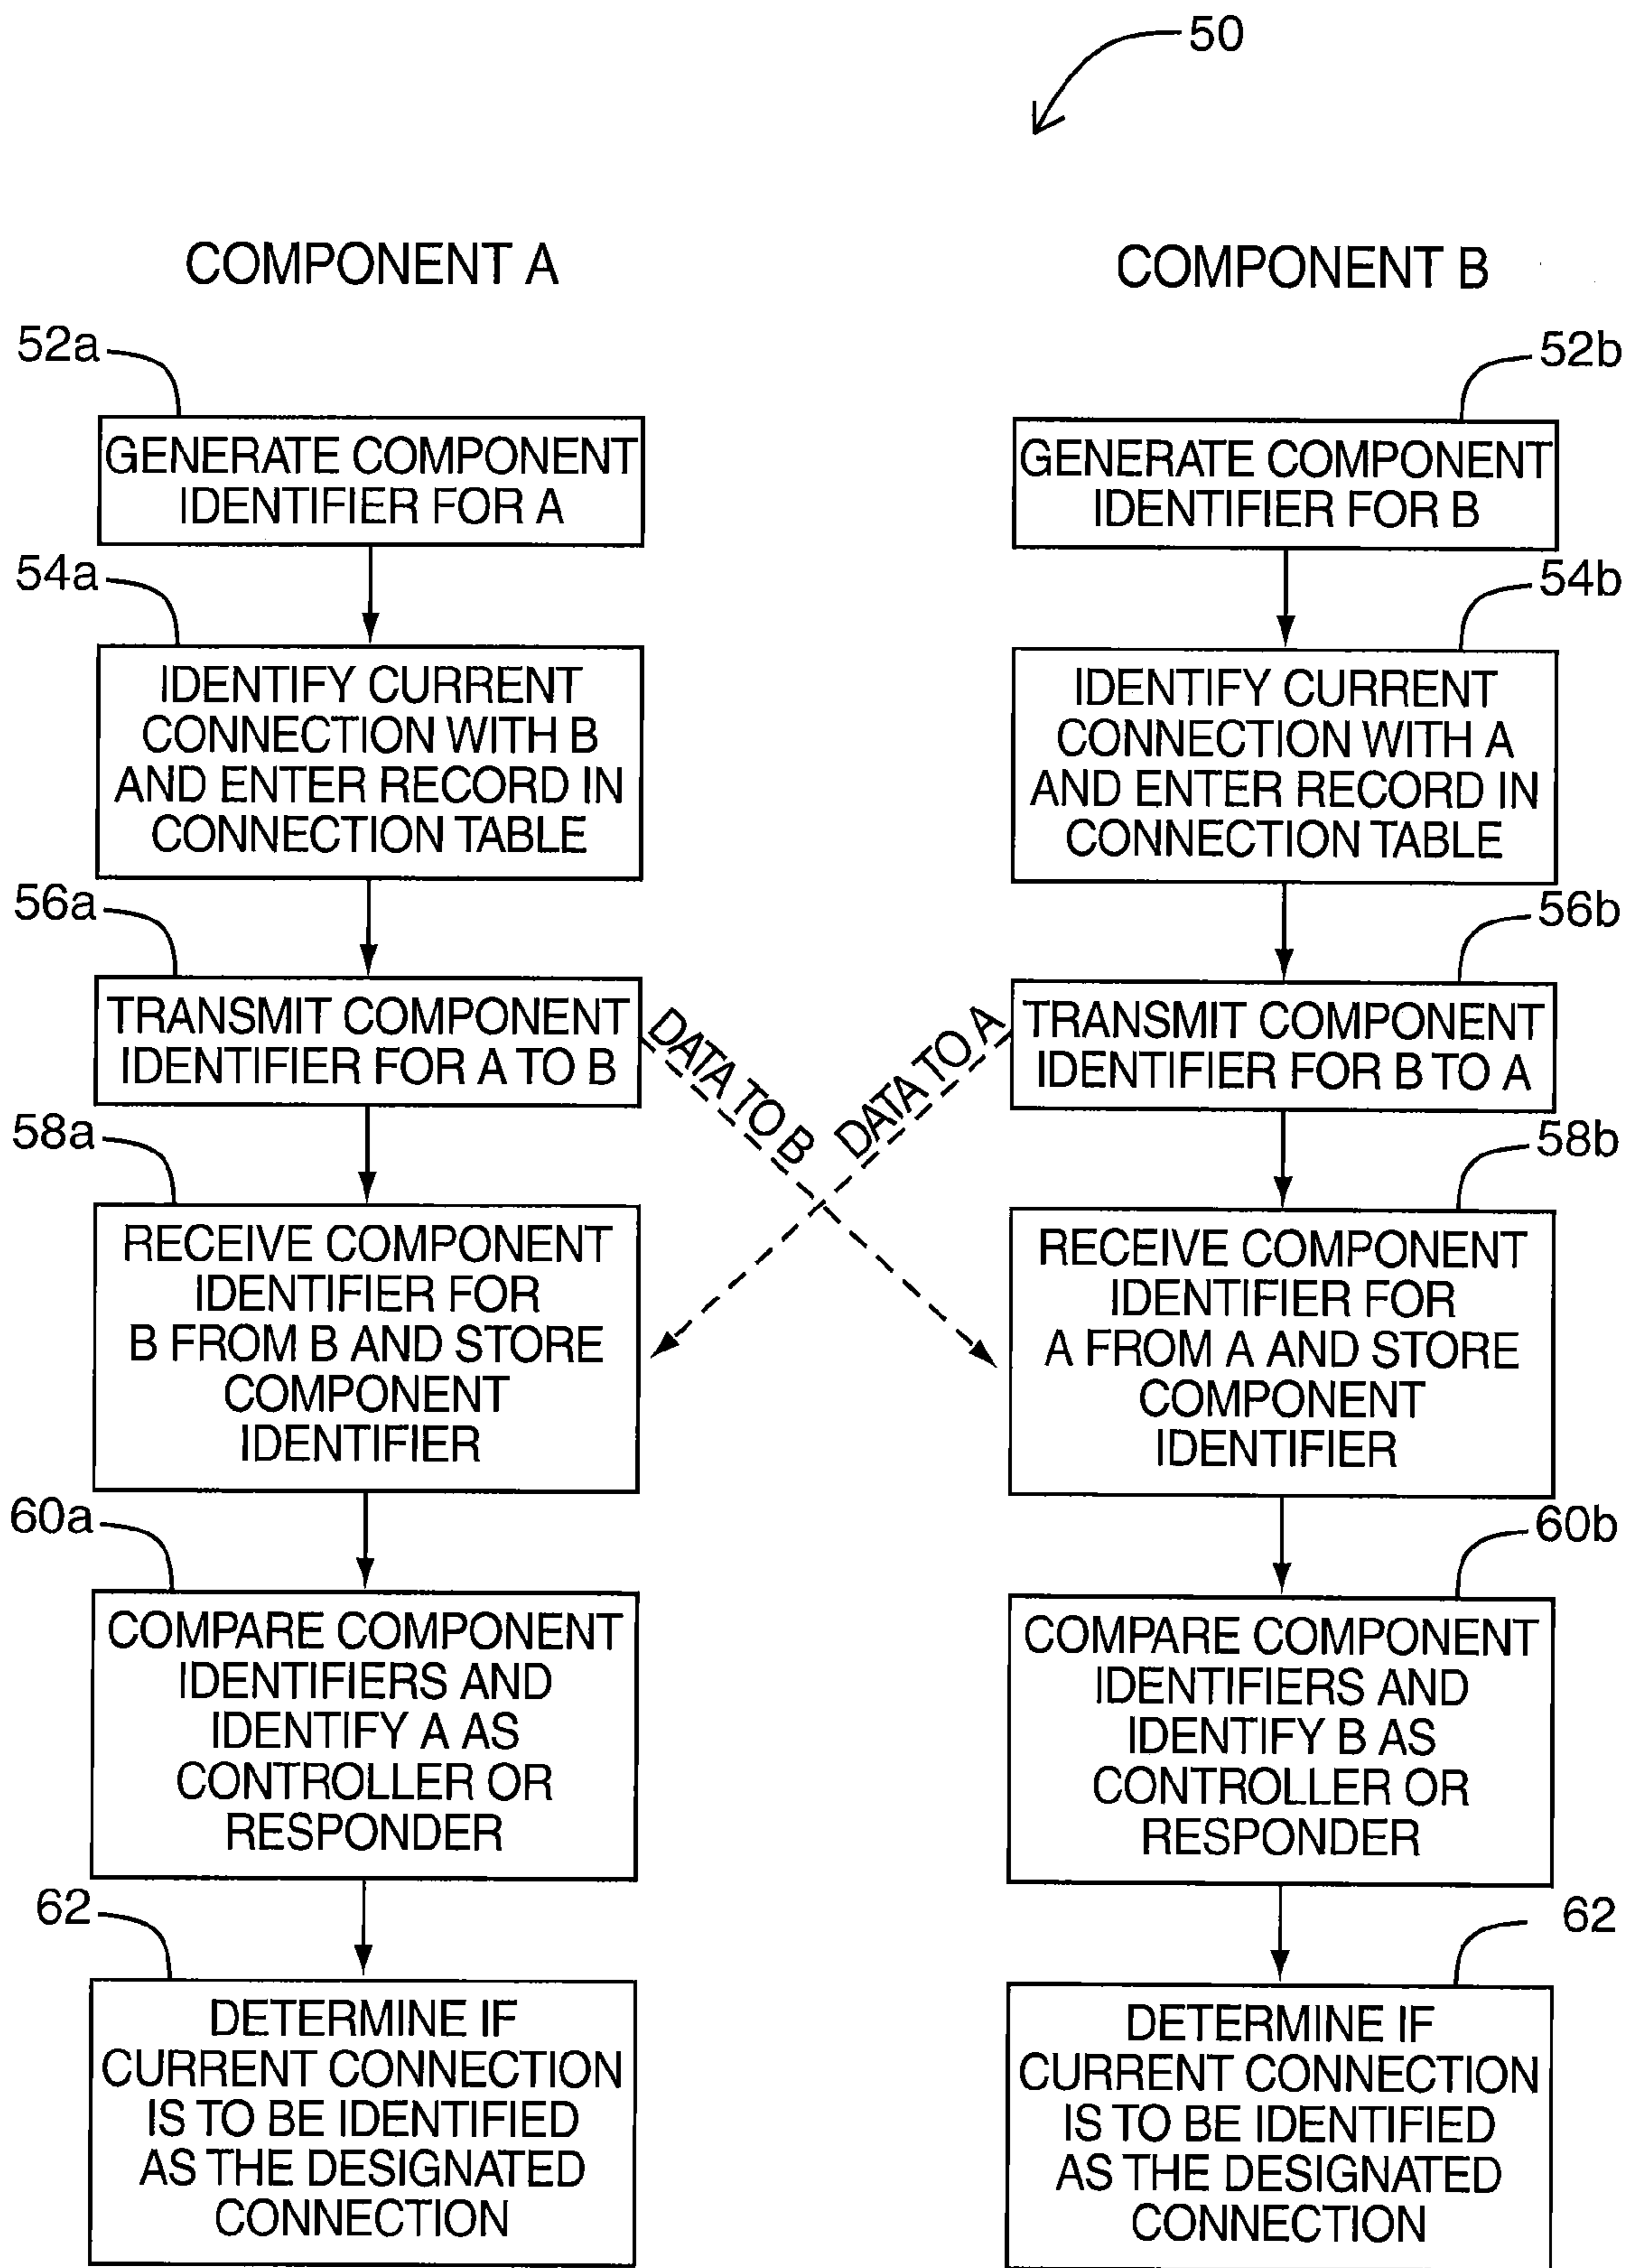 50
COMPONENT A
COMPONENT B
52a
GENERATE COMPONENT
IDENTIFIER FOR A
52b
GENERATE COMPONENT
IDENTIFIER FOR B
54a
IDENTIFY CURRENT
CONNECTION WITH B
AND ENTER RECORD IN
CONNECTION TABLE
54b
IDENTIFY CURRENT
CONNECTION WITH A
AND ENTER RECORD IN
CONNECTION TABLE
56a
TRANSMIT COMPONENT
IDENTIFIER FOR A TO B
DATA TO B
DATA TO A
56b
TRANSMIT COMPONENT
IDENTIFIER FOR B TO A
58a
RECEIVE COMPONENT
IDENTIFIER FOR
B FROM B AND STORE
COMPONENT
IDENTIFIER
58b
RECEIVE COMPONENT
IDENTIFIER FOR
A FROM A AND STORE
COMPONENT
IDENTIFIER
60a
COMPARE COMPONENT
IDENTIFIERS AND
IDENTIFY A AS
CONTROLLER OR
RESPONDER
60b
COMPARE COMPONENT
IDENTIFIERS AND
IDENTIFY B AS
CONTROLLER OR
RESPONDER
62
DETERMINE IF
CURRENT CONNECTION
IS TO BE IDENTIFIED
AS THE DESIGNATED
CONNECTION
62
DETERMINE IF
CURRENT CONNECTION
IS TO BE IDENTIFIED
AS THE DESIGNATED
CONNECTION